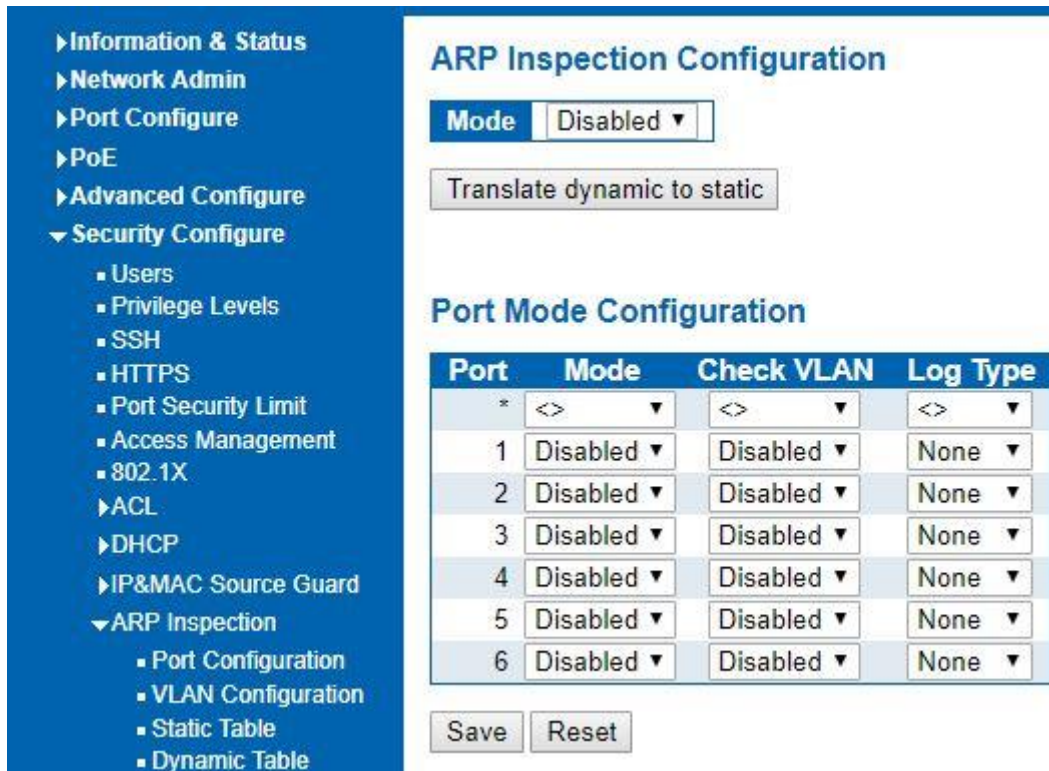 Information & Status
Network Admin
Port Configure
PoE
Advanced Configure
Security Configure
Users
Privilege Levels
SSH
HTTPS
Port Security Limit
Access Management
802.1X
ACL
DHCP
IP&MAC Source Guard
ARP Inspection
Port Configuration
VLAN Configuration
Static Table
Dynamic Table
ARP Inspection Configuration
Mode Disabled
Translate dynamic to static
Port Mode Configuration
Port Mode Check VLAN Log Type
* <> <> <>
1 Disabled Disabled None
2 Disabled Disabled None
3 Disabled Disabled None
4 Disabled Disabled None
5 Disabled Disabled None
6 Disabled Disabled None
Save Reset